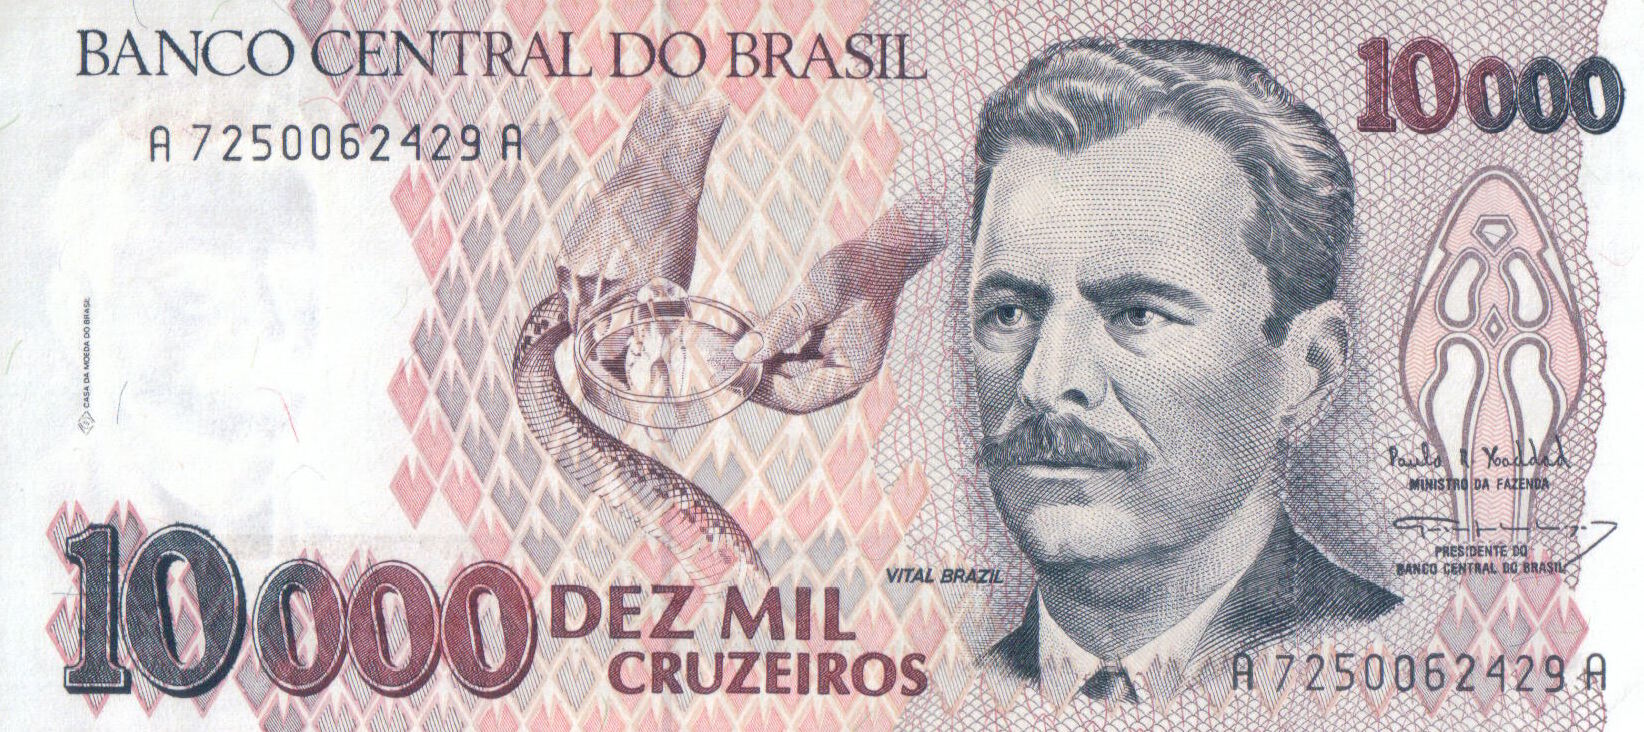 BANCO CENTRAL DO BRASIL
10000
A 7250062429 A
CASA DA MOEDA DO BRASIL
Paulo R Haddad
MINISTRO DA FAZENDA
PRESIDENTE DO
BANCO CENTRAL DO BRASIL
VITAL BRAZIL
10000
DEZ MIL
CRUZEIROS
A 7250062429 A